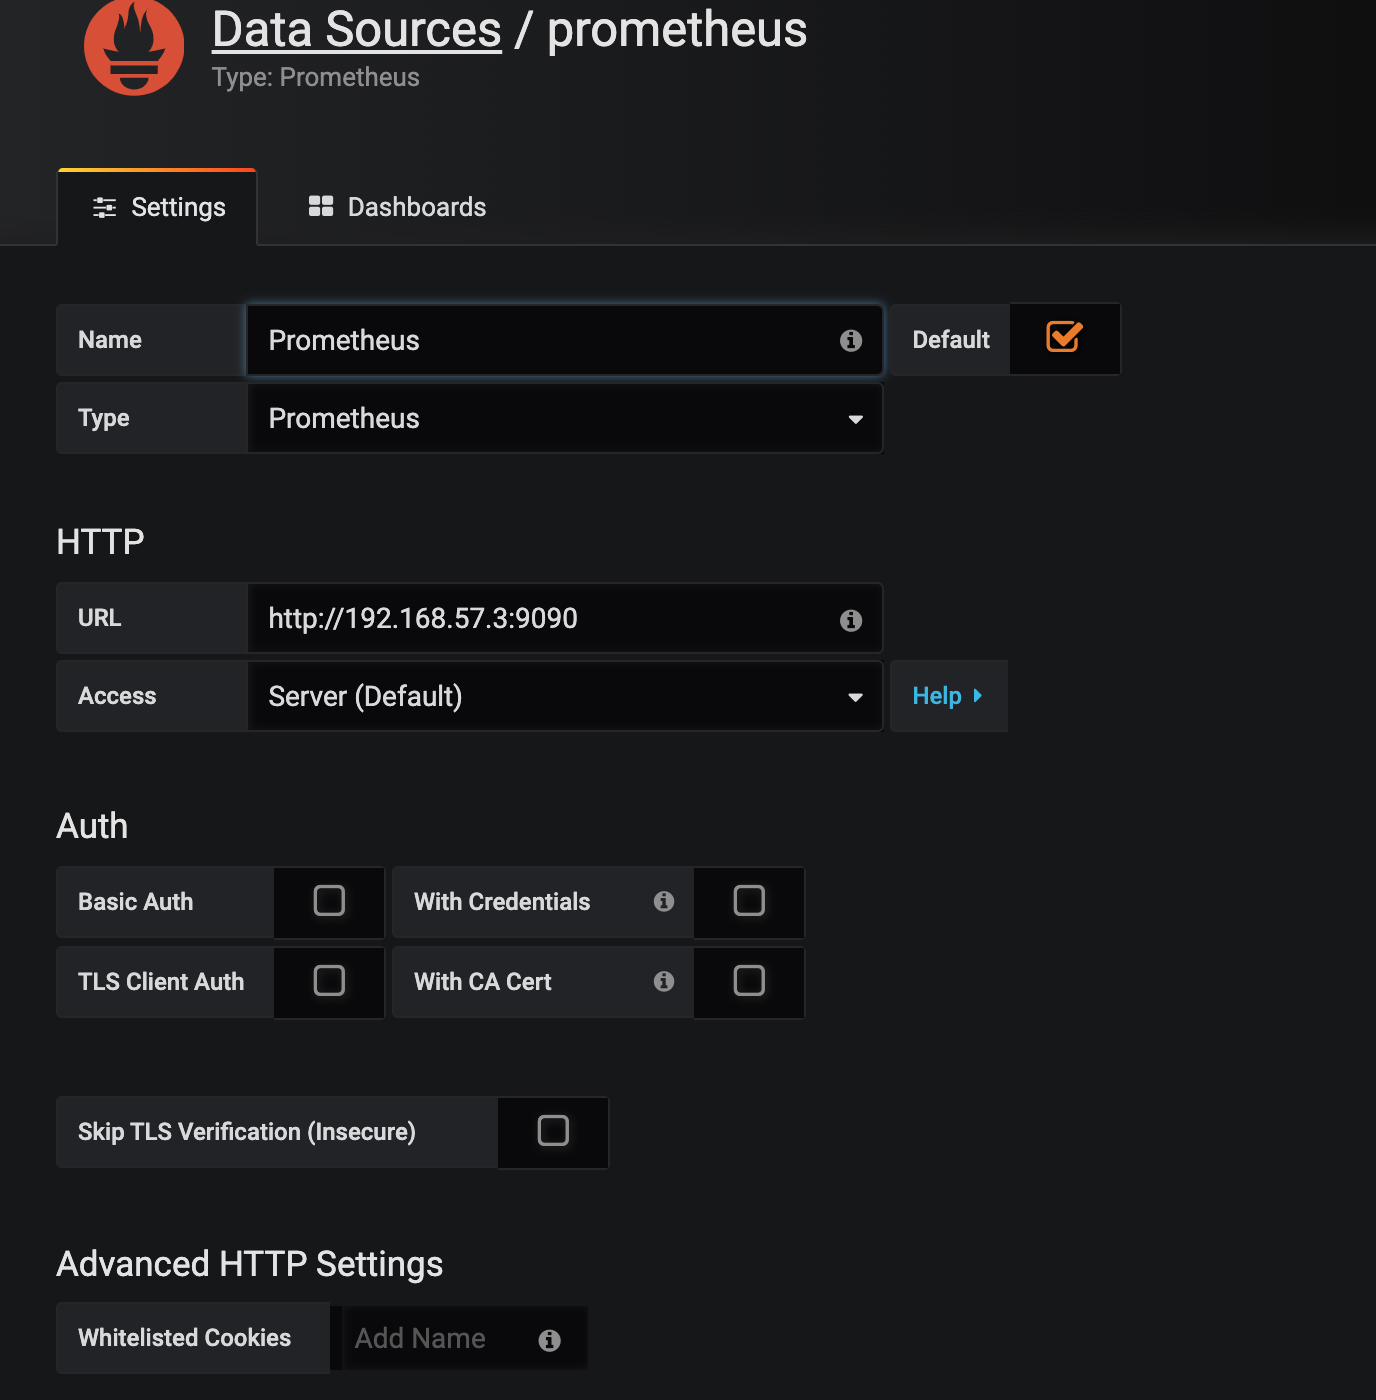 Data Sources / prometheus
Type: Prometheus
Settings Dashboards
Name Prometheus Default
Type Prometheus
HTTP
URL http://192.168.57.3:9090
Access Server (Default) Help
Auth
Basic Auth With Credentials
TLS Client Auth With CA Cert
Skip TLS Verification (Insecure)
Advanced HTTP Settings
Whitelisted Cookies Add Name